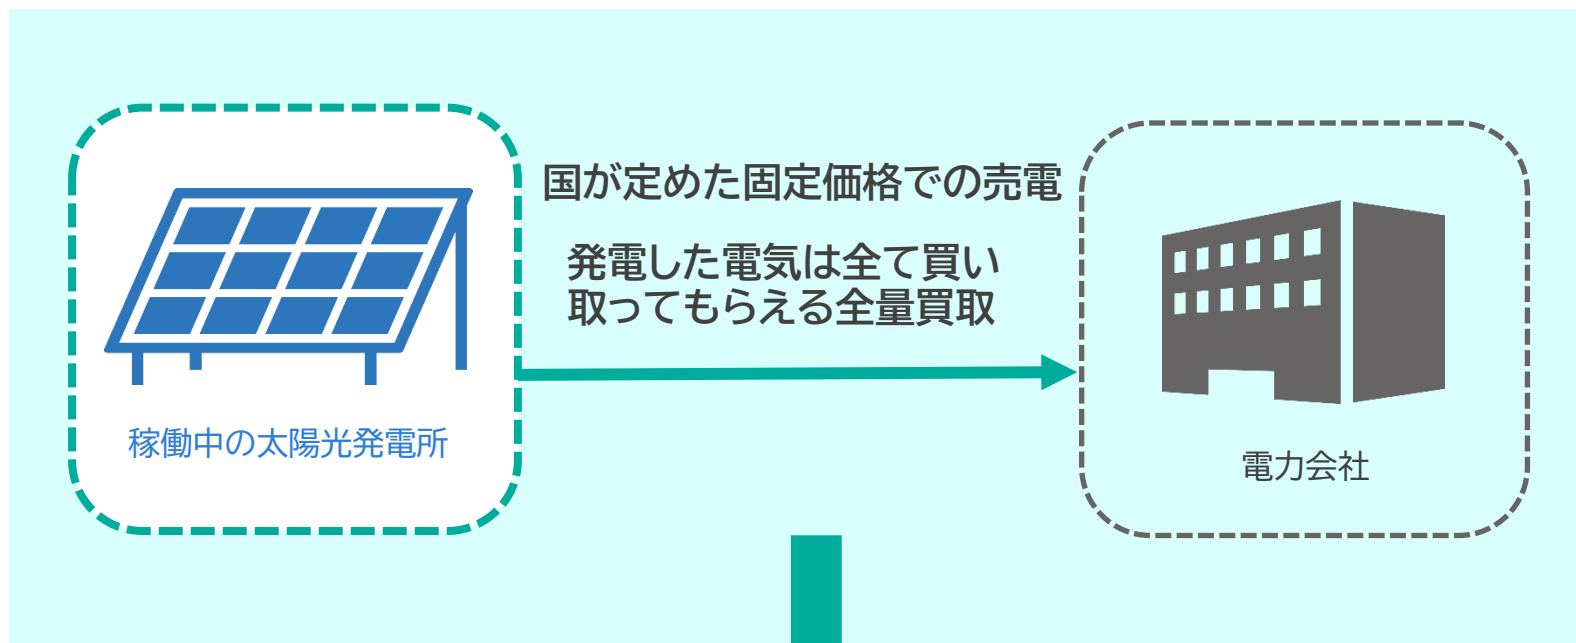 国が定めた固定価格での売電
発電した電気は全て買い
取ってもらえる全量買取
稼働中の太陽光発電所
電力会社